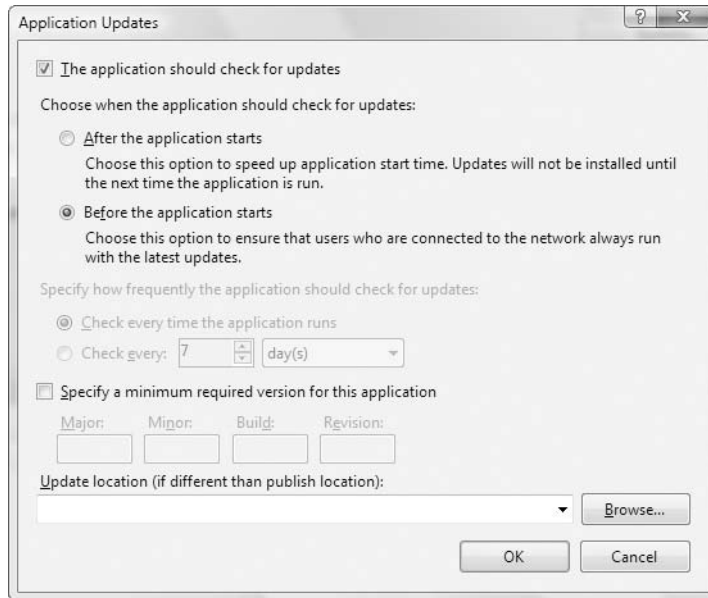 Application Updates
The application should check for updates
Choose when the application should check for updates:
After the application starts
Choose this option to speed up application start time. Updates will not be installed until
the next time the application is run.
Before the application starts
Choose this option to ensure that users who are connected to the network always run
with the latest updates.
Specify how frequently the application should check for updates:
Check every time the application runs
Check every: 7 day(s)
Specify a minimum required version for this application
Major: Minor: Build: Revision:
Update location (if different than publish location):
Browse...
OK Cancel